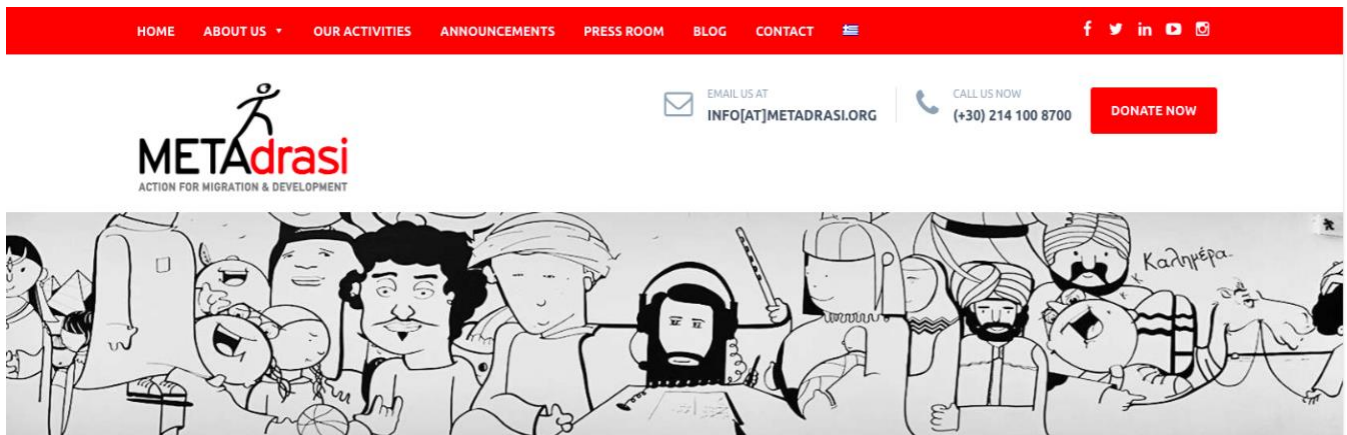 HOME ABOUT US OUR ACTIVITIES ANNOUNCEMENTS PRESS ROOM BLOG CONTACT
METAdrasi
ACTION FOR MIGRATION & DEVELOPMENT
EMAIL US AT
INFO[AT]METADRASI.ORG
CALL US NOW
(+30) 214 100 8700
DONATE NOW
Καλημέρα..
K
K